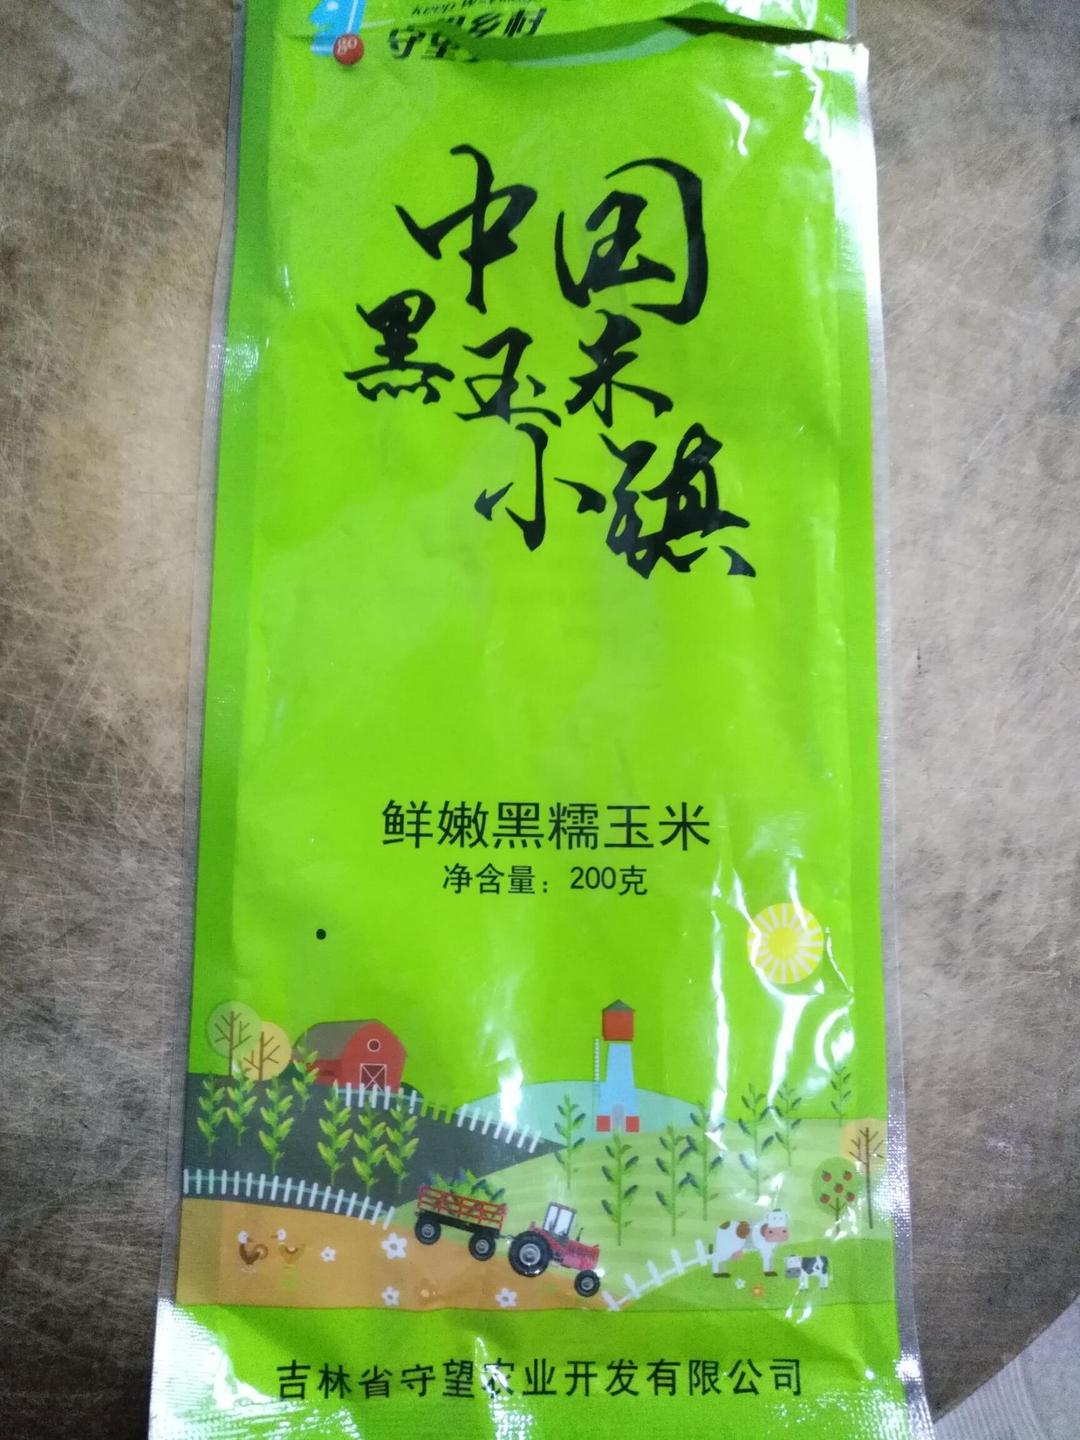 go
守望乡村
中国
黑玉米
小镇
鲜嫩黑糯玉米
净含量：200克
吉林省守望农业开发有限公司